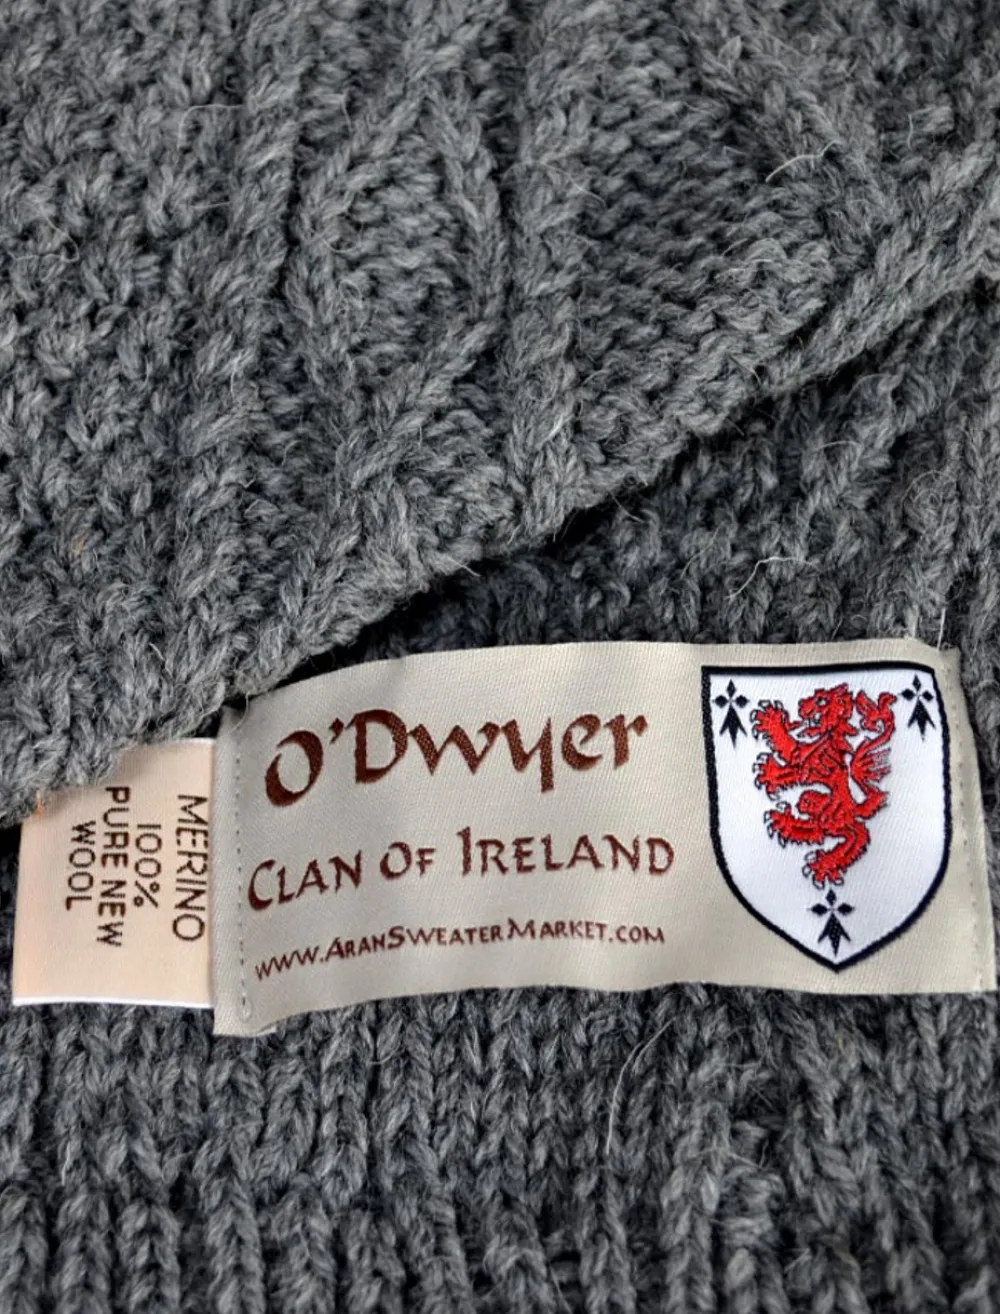 O'Dwyer
CLAN OF IRELAND
WWW.ARANSWEATERMARKET.COM
MERINO
100%
PURE NEW
WOOL